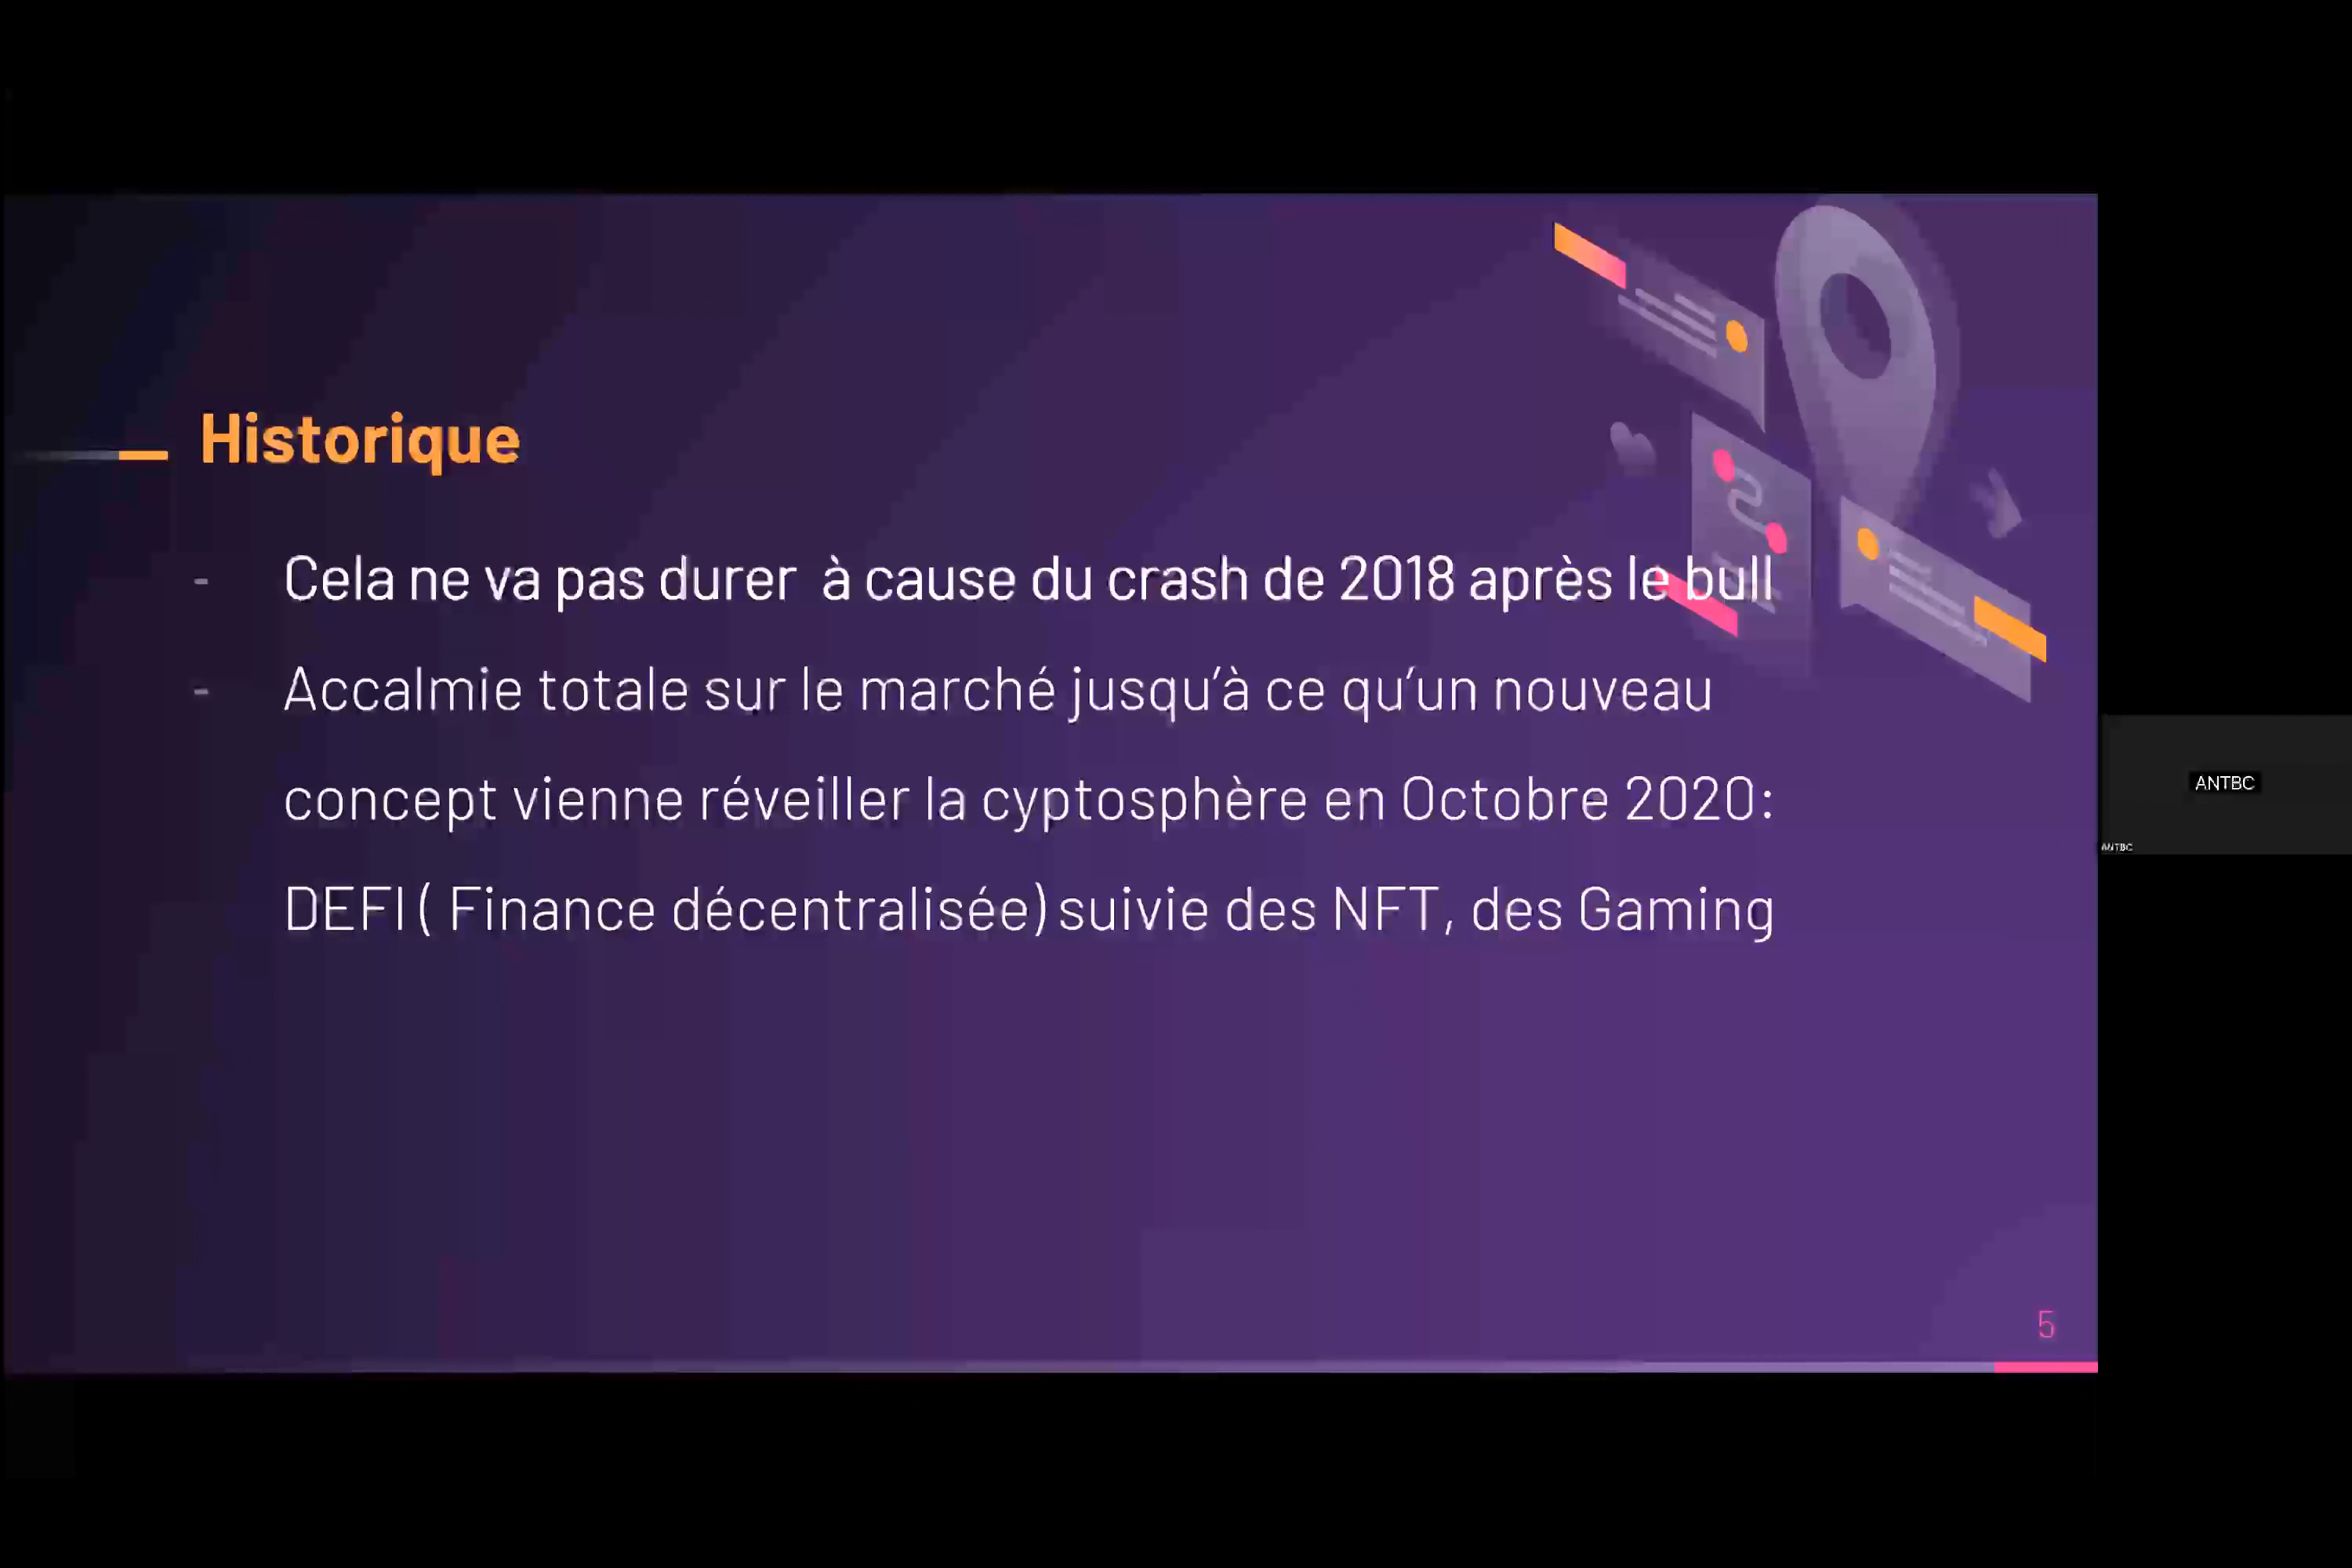 Historique
- Cela ne va pas durer  à cause du crash de 2018 après le bull
- Accalmie totale sur le marché jusqu’à ce qu’un nouveau
concept vienne réveiller la cyptosphère en Octobre 2020:
DEFI ( Finance décentralisée) suivie des NFT, des Gaming
ANTBC
ANTBC
5